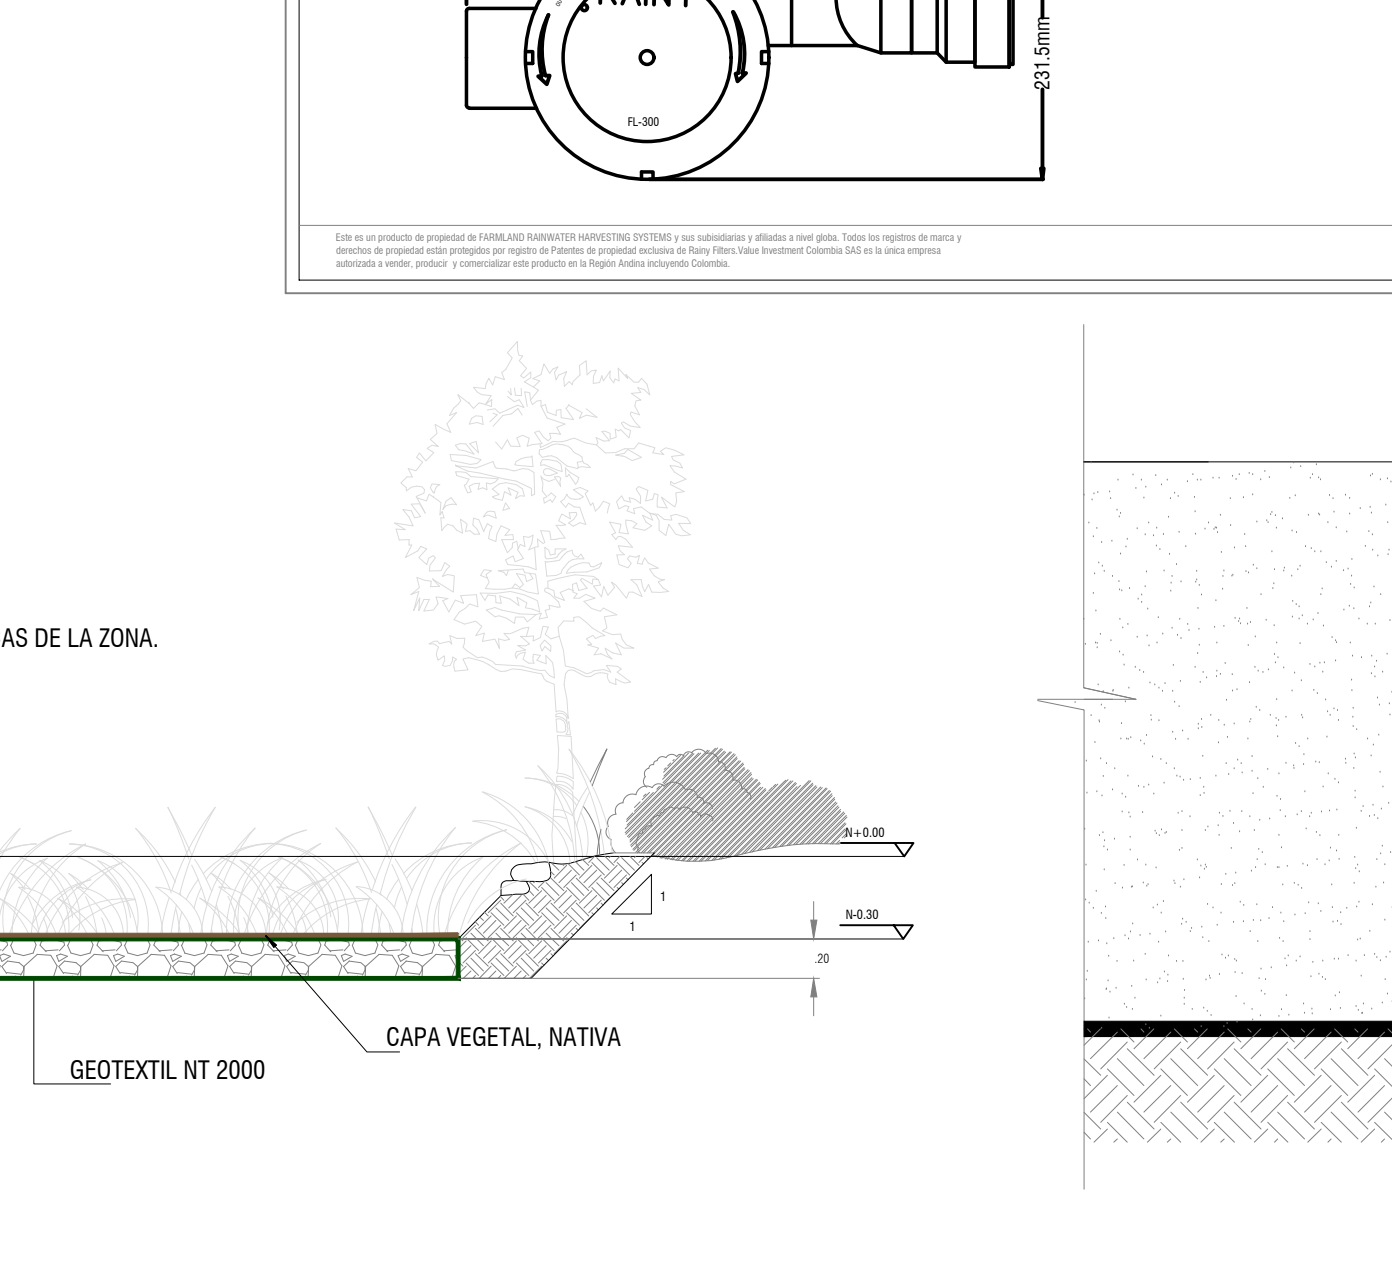 231.5mm
FL-300
Este es un producto de propiedad de FARMLAND RAINWATER HARVESTING SYSTEMS y sus subisidiarias y afiliadas a nivel globa. Todos los registros de marca y
derechos de propiedad están protegidos por registro de Patentes de propiedad exclusiva de Rainy Filters.Value Investment Colombia SAS es la única empresa
autorizada a vender, producir y comercializar este producto en la Región Andina incluyendo Colombia.
AS DE LA ZONA.
N+0.00
1
1
N-0.30
.20
CAPA VEGETAL, NATIVA
GEOTEXTIL NT 2000